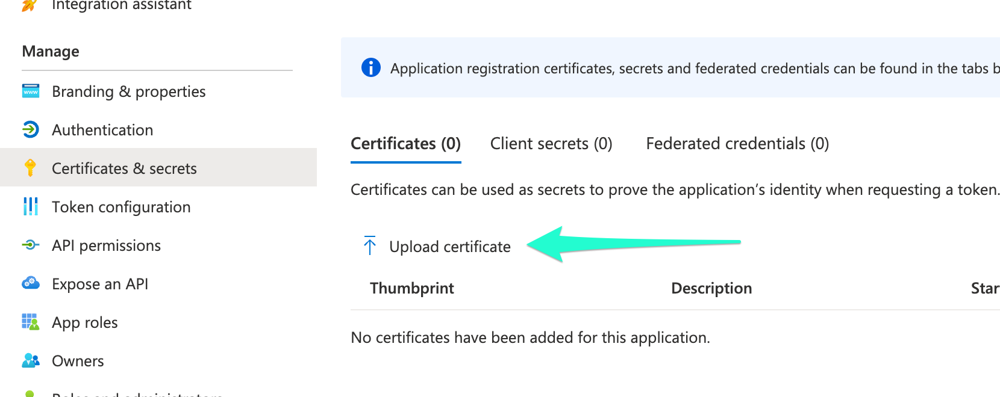 Integration assistant
Manage
Branding & properties
Authentication
Certificates & secrets
Token configuration
API permissions
Expose an API
App roles
Owners
Roles and administrators
Application registration certificates, secrets and federated credentials can be found in the tabs b
Certificates (0) Client secrets (0) Federated credentials (0)
Certificates can be used as secrets to prove the application’s identity when requesting a token.
Upload certificate
Thumbprint Description Star
No certificates have been added for this application.